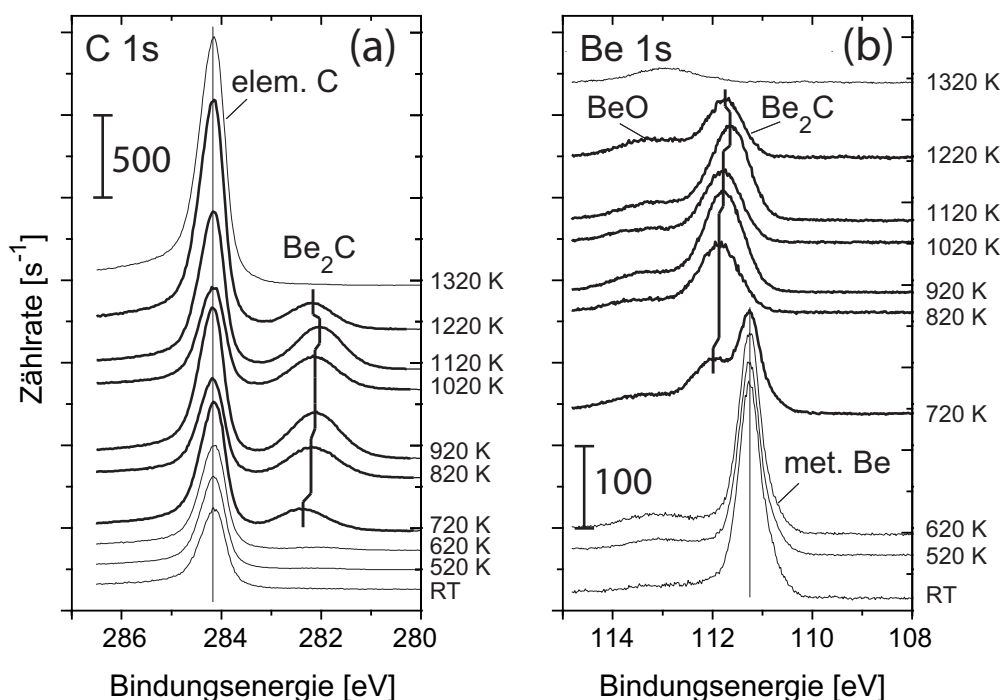 C 1s
(a)
elem. C
500
Be2C
1320 K
1220 K
1120 K
1020 K
920 K
820 K
720 K
620 K
520 K
RT
Zählrate [s-1]
286
284
282
280
Bindungsenergie [eV]
Be 1s
(b)
1320 K
BeO
Be2C
1220 K
1120 K
1020 K
920 K
820 K
720 K
100
met. Be
620 K
520 K
RT
114
112
110
108
Bindungsenergie [eV]